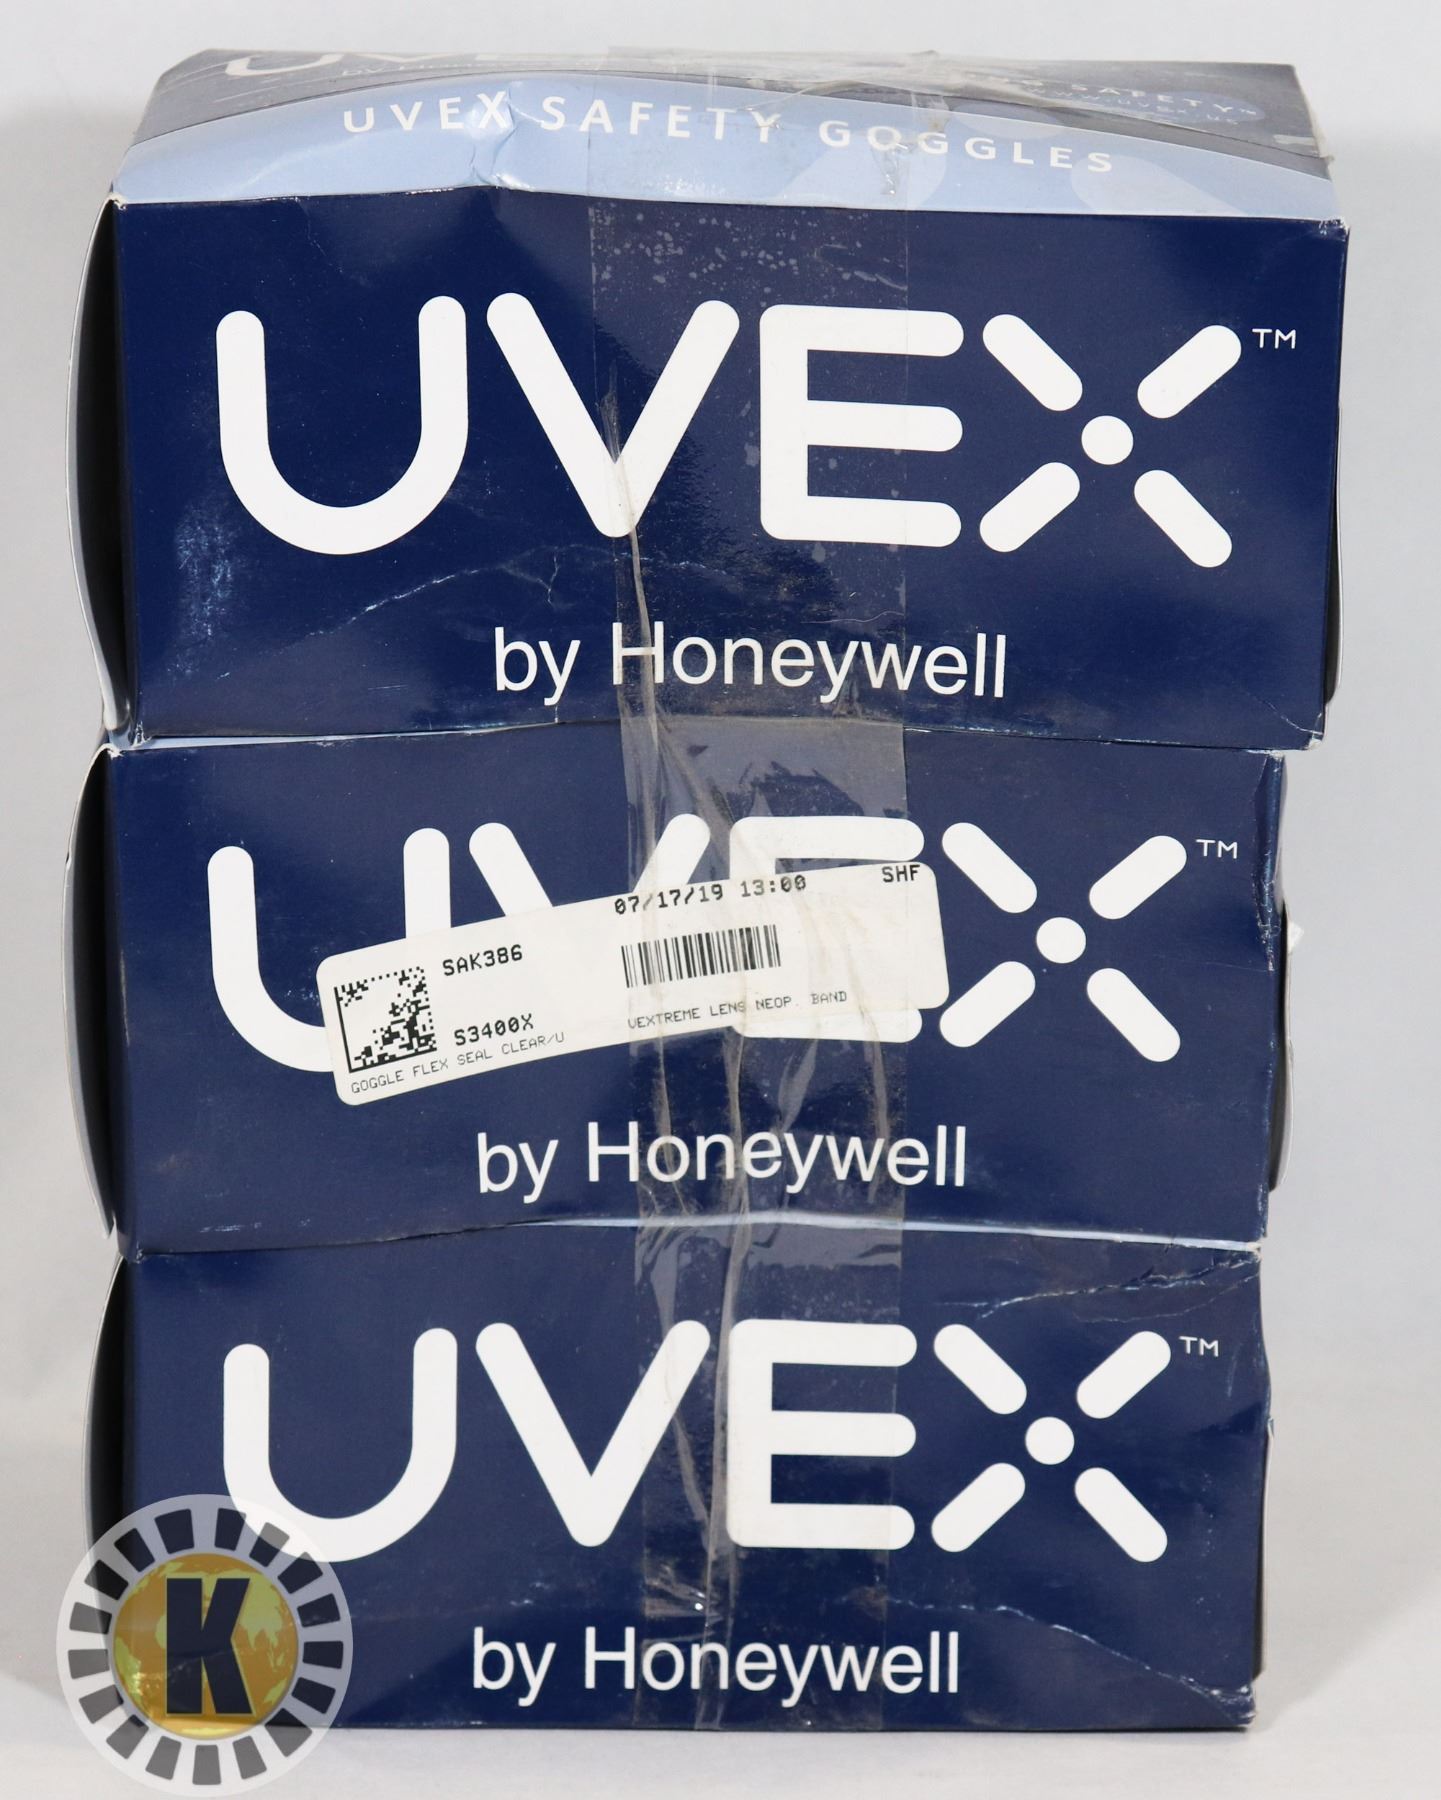 UVEX SAFETY GOGGLES
UVEX™
by Honeywell
UVEX™
07/17/19 13:00 SHF
SAK386
S3400X
GOGGLE FLEX SEAL CLEAR/U VEXTREME LENS NEOP. BAND
by Honeywell
UVEX™
by Honeywell
K